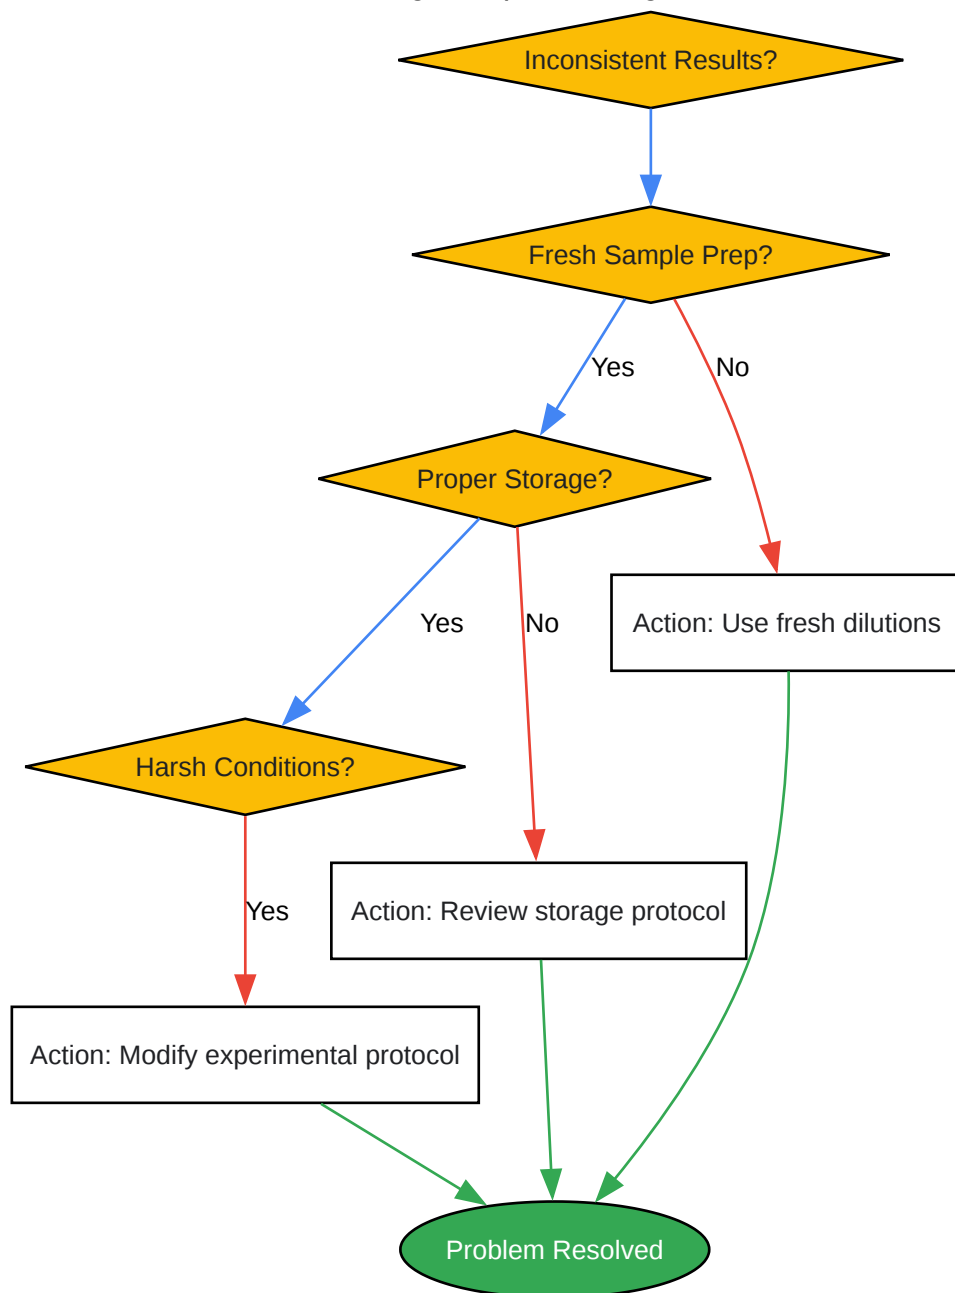 Inconsistent Results?
Fresh Sample Prep?
Yes
No
Proper Storage?
Yes
No
Action: Use fresh dilutions
Harsh Conditions?
Yes
Action: Review storage protocol
Action: Modify experimental protocol
Problem Resolved